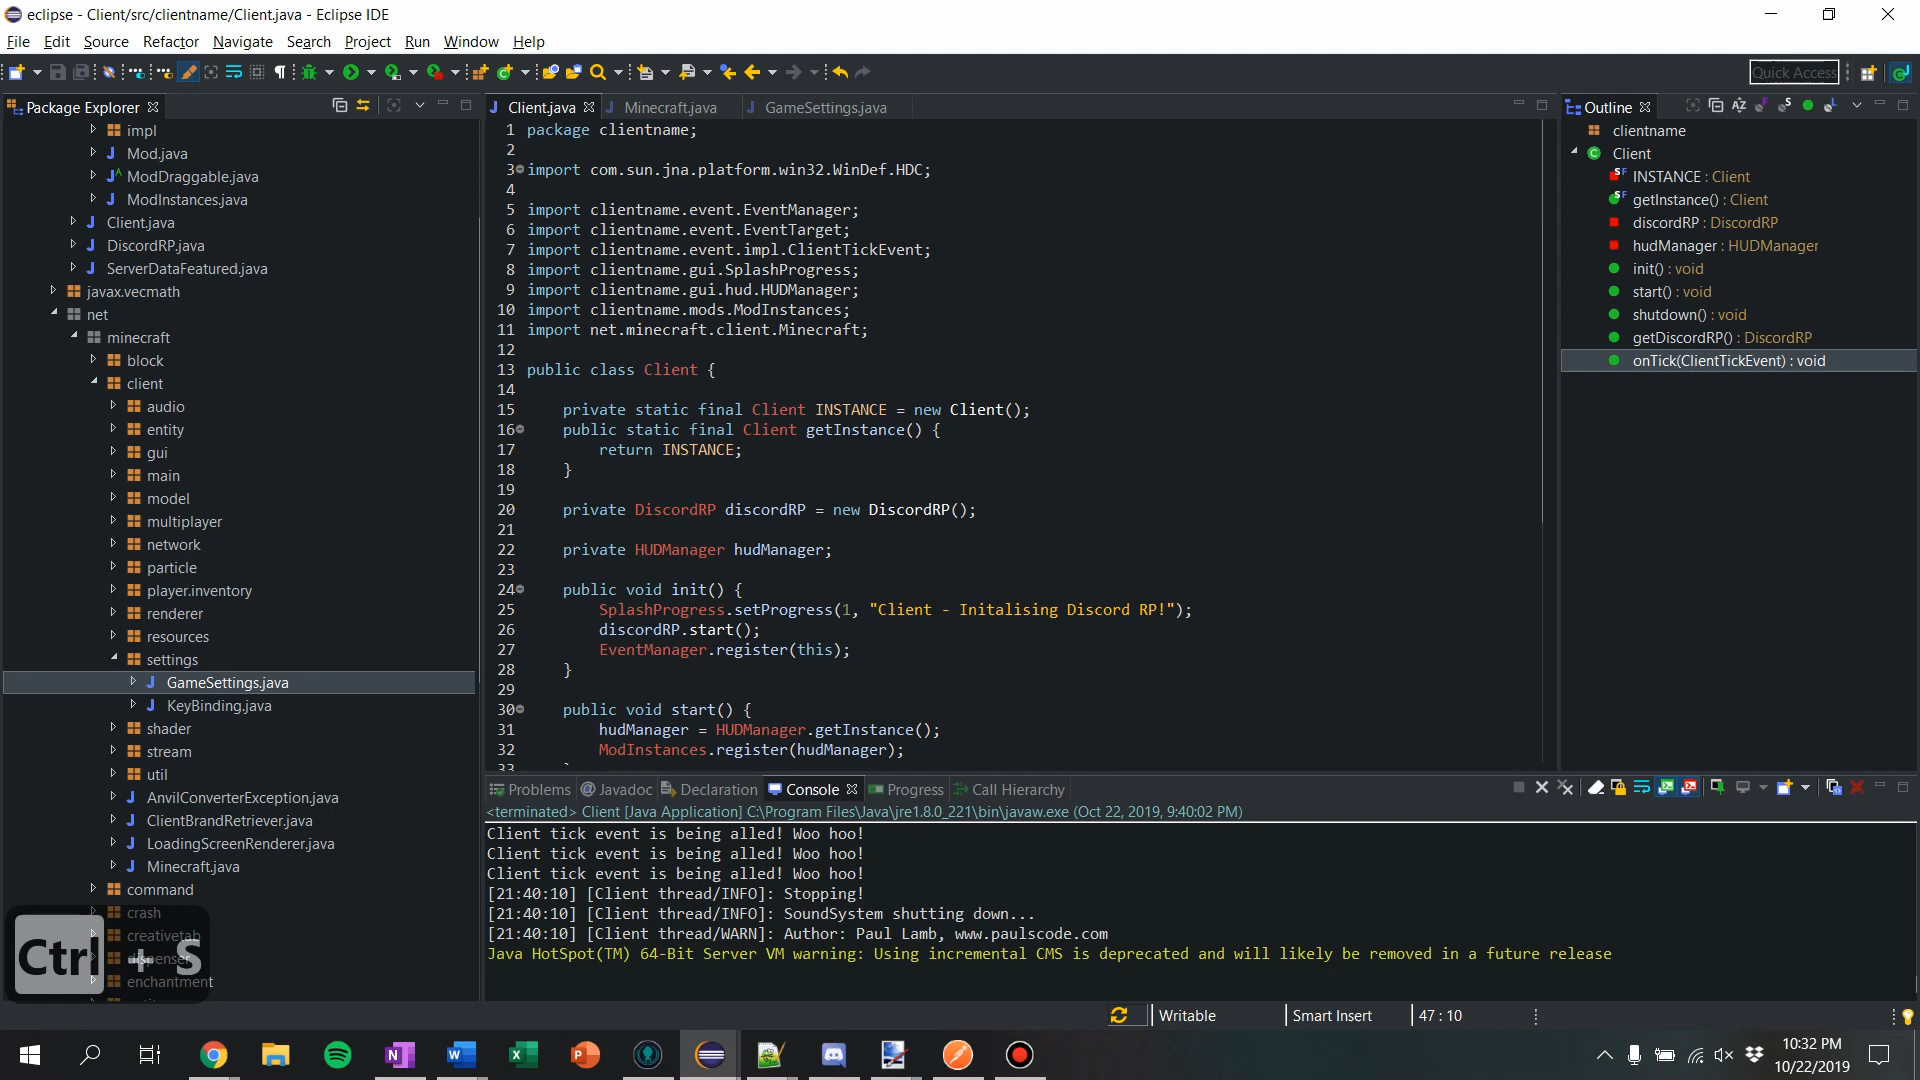 eclipse - Client/src/clientname/Client.java - Eclipse IDE
File Edit Source Refactor Navigate Search Project Run Window Help
Quick Access
Package Explorer
impl
Mod.java
ModDraggable.java
ModInstances.java
Client.java
DiscordRP.java
ServerDataFeatured.java
javax.vecmath
net
minecraft
block
client
audio
entity
gui
main
model
multiplayer
network
particle
player.inventory
renderer
resources
settings
GameSettings.java
KeyBinding.java
shader
stream
util
AnvilConverterException.java
ClientBrandRetriever.java
LoadingScreenRenderer.java
Minecraft.java
command
crash
creativetab
dispenser
enchantment
Ctrl + S
Client.java Minecraft.java GameSettings.java
1 package clientname;
2
3 import com.sun.jna.platform.win32.WinDef.HDC;
4
5 import clientname.event.EventManager;
6 import clientname.event.EventTarget;
7 import clientname.event.impl.ClientTickEvent;
8 import clientname.gui.SplashProgress;
9 import clientname.gui.hud.HUDManager;
10 import clientname.mods.ModInstances;
11 import net.minecraft.client.Minecraft;
12
13 public class Client {
14
15 private static final Client INSTANCE = new Client();
16 public static final Client getInstance() {
17 return INSTANCE;
18 }
19
20 private DiscordRP discordRP = new DiscordRP();
21
22 private HUDManager hudManager;
23
24 public void init() {
25 SplashProgress.setProgress(1, "Client - Initalising Discord RP!");
26 discordRP.start();
27 EventManager.register(this);
28 }
29
30 public void start() {
31 hudManager = HUDManager.getInstance();
32 ModInstances.register(hudManager);
33
Outline
clientname
Client
INSTANCE : Client
getInstance() : Client
discordRP : DiscordRP
hudManager : HUDManager
init() : void
start() : void
shutdown() : void
getDiscordRP() : DiscordRP
onTick(ClientTickEvent) : void
Problems @ Javadoc Declaration Console Progress Call Hierarchy
<terminated> Client [Java Application] C:\Program Files\Java\jre1.8.0_221\bin\javaw.exe (Oct 22, 2019, 9:40:02 PM)
Client tick event is being alled! Woo hoo!
Client tick event is being alled! Woo hoo!
Client tick event is being alled! Woo hoo!
[21:40:10] [Client thread/INFO]: Stopping!
[21:40:10] [Client thread/INFO]: SoundSystem shutting down...
[21:40:10] [Client thread/WARN]: Author: Paul Lamb, www.paulscode.com
Java HotSpot(TM) 64-Bit Server VM warning: Using incremental CMS is deprecated and will likely be removed in a future release
Writable Smart Insert 47 : 10
10:32 PM
10/22/2019